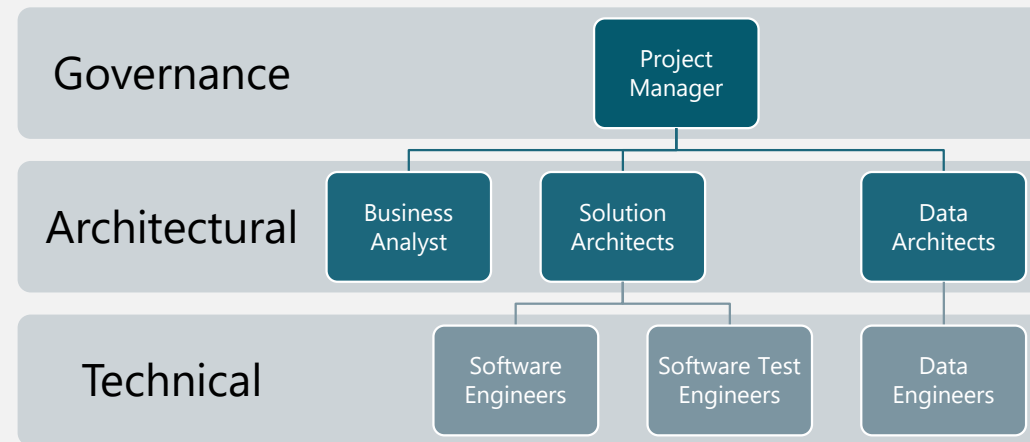 Governance
Project
Manager
Architectural
Business
Analyst
Solution
Architects
Data
Architects
Technical
Software
Engineers
Software Test
Engineers
Data
Engineers